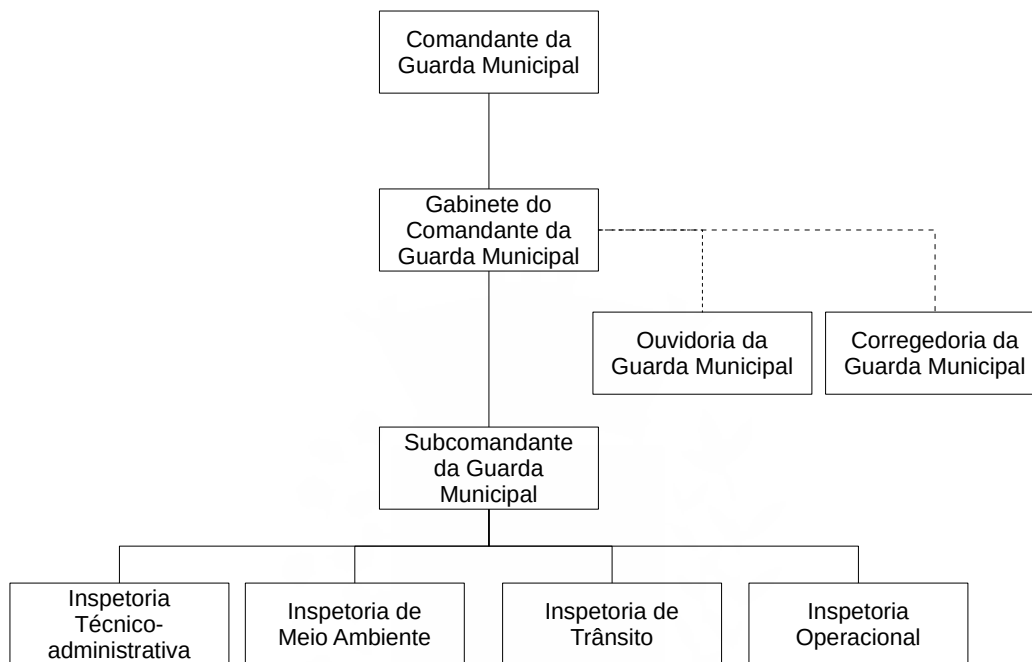 Comandante da
Guarda Municipal
Gabinete do
Comandante da
Guarda Municipal
Ouvidoria da
Guarda Municipal
Corregedoria da
Guarda Municipal
Subcomandante
da Guarda
Municipal
Inspetoria
Técnico-
administrativa
Inspetoria de
Meio Ambiente
Inspetoria de
Trânsito
Inspetoria
Operacional